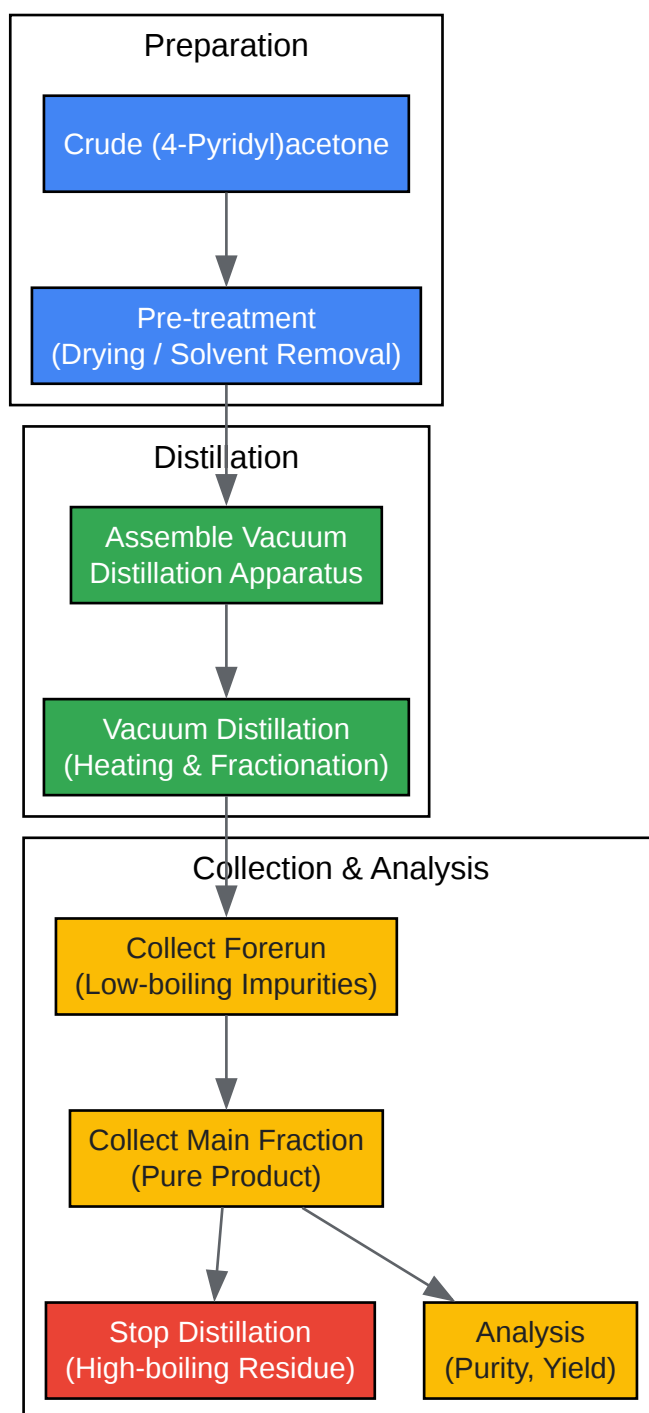 Preparation
Crude (4-Pyridyl)acetone
Pre-treatment
(Drying / Solvent Removal)
Distillation
Assemble Vacuum
Distillation Apparatus
Vacuum Distillation
(Heating & Fractionation)
Collection & Analysis
Collect Forerun
(Low-boiling Impurities)
Collect Main Fraction
(Pure Product)
Stop Distillation
(High-boiling Residue)
Analysis
(Purity, Yield)